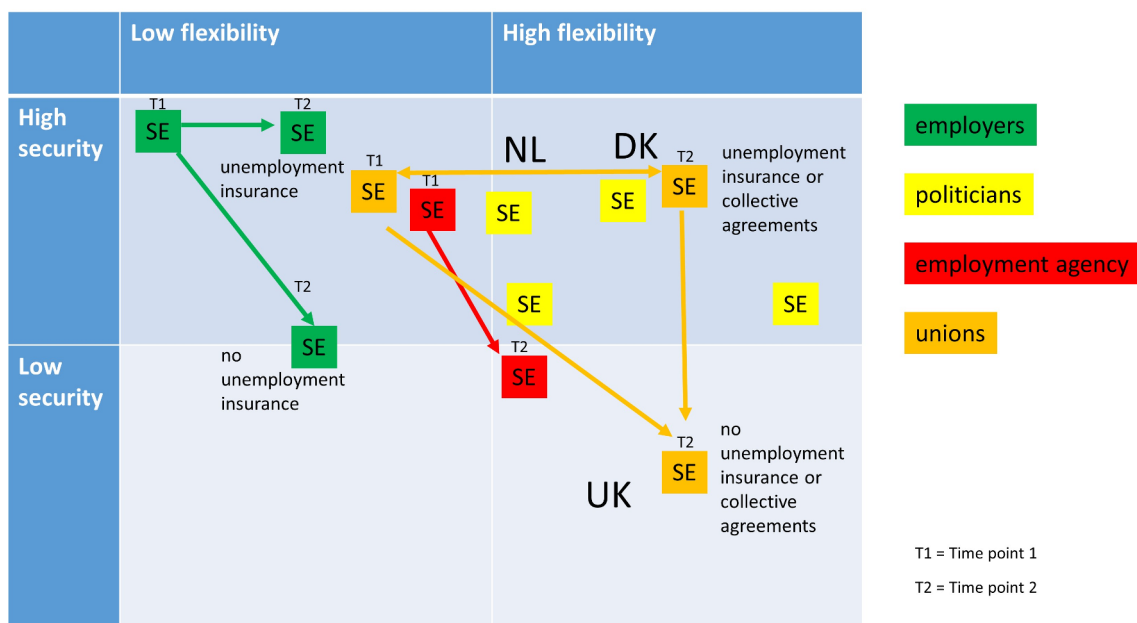 Low flexibility
High flexibility
High
security
T1
SE
T2
SE
unemployment
insurance
T1
SE
T1
SE
NL
DK
SE
SE
T2
SE
unemployment
insurance or
collective
agreements
T2
SE
SE
SE
Low
security
no
unemployment
insurance
T2
SE
T2
SE
UK
no
unemployment
insurance or
collective
agreements
employers
politicians
employment agency
unions
T1 = Time point 1
T2 = Time point 2